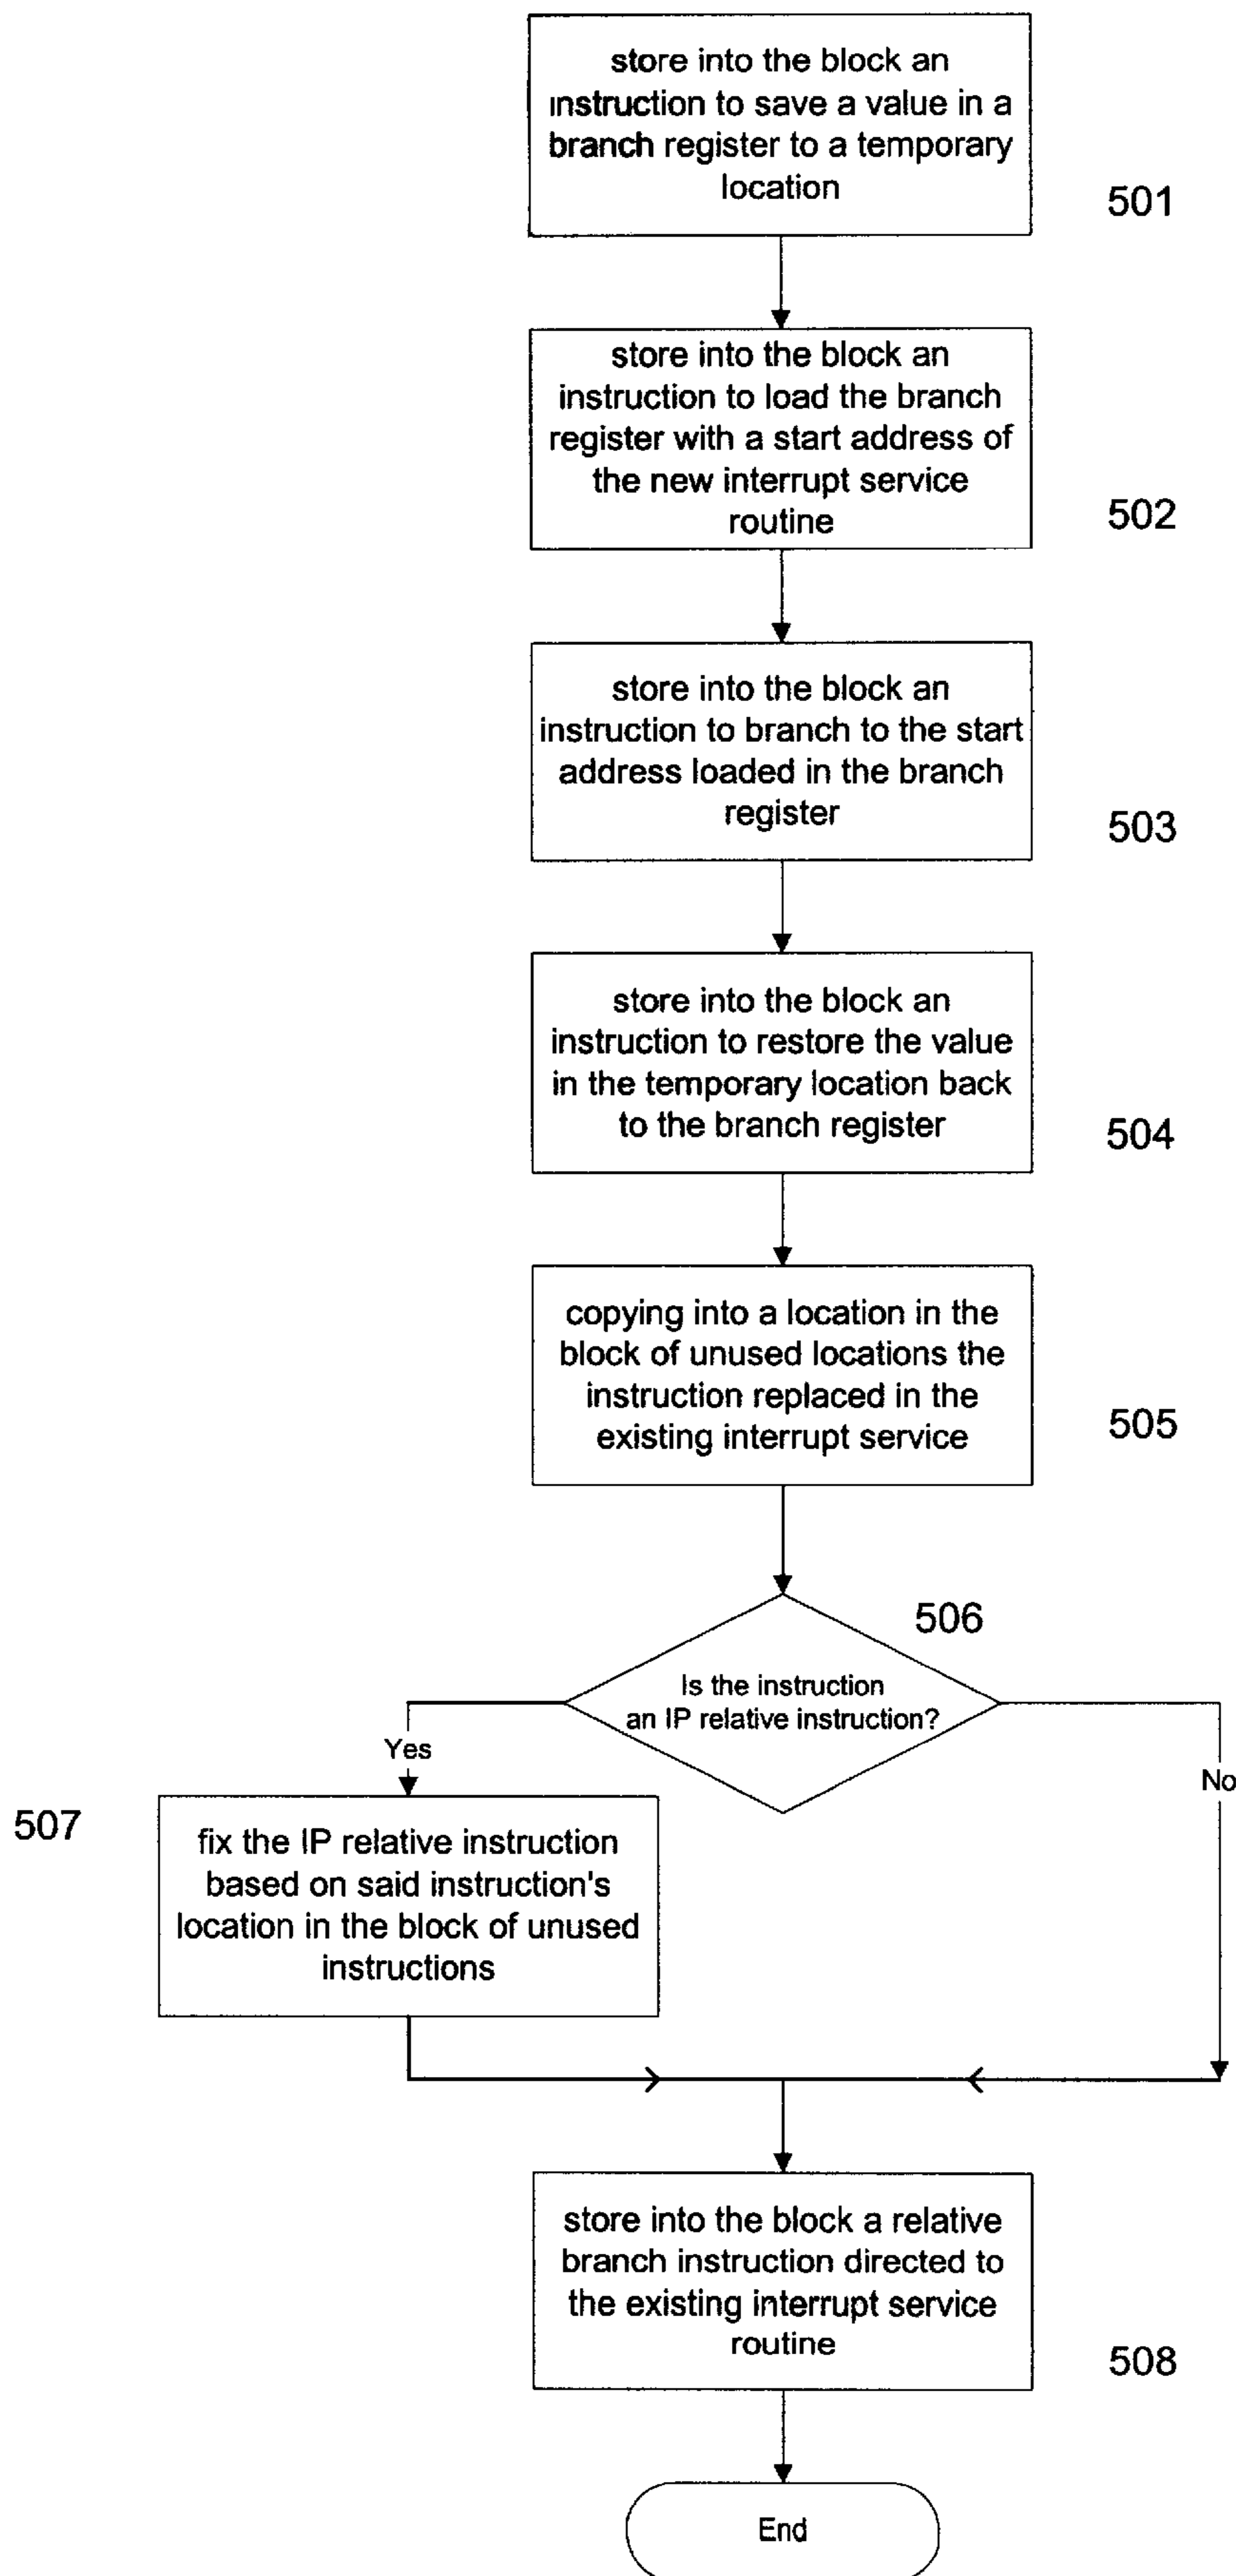 store into the block an
instruction to save a value in a
branch register to a temporary
location
501
store into the block an
instruction to load the branch
register with a start address of
the new interrupt service
routine
502
store into the block an
instruction to branch to the start
address loaded in the branch
register
503
store into the block an
instruction to restore the value
in the temporary location back
to the branch register
504
copying into a location in the
block of unused locations the
instruction replaced in the
existing interrupt service
505
506
Is the instruction
an IP relative instruction?
Yes
No
507
fix the IP relative instruction
based on said instruction's
location in the block of unused
instructions
store into the block a relative
branch instruction directed to
the existing interrupt service
routine
508
End